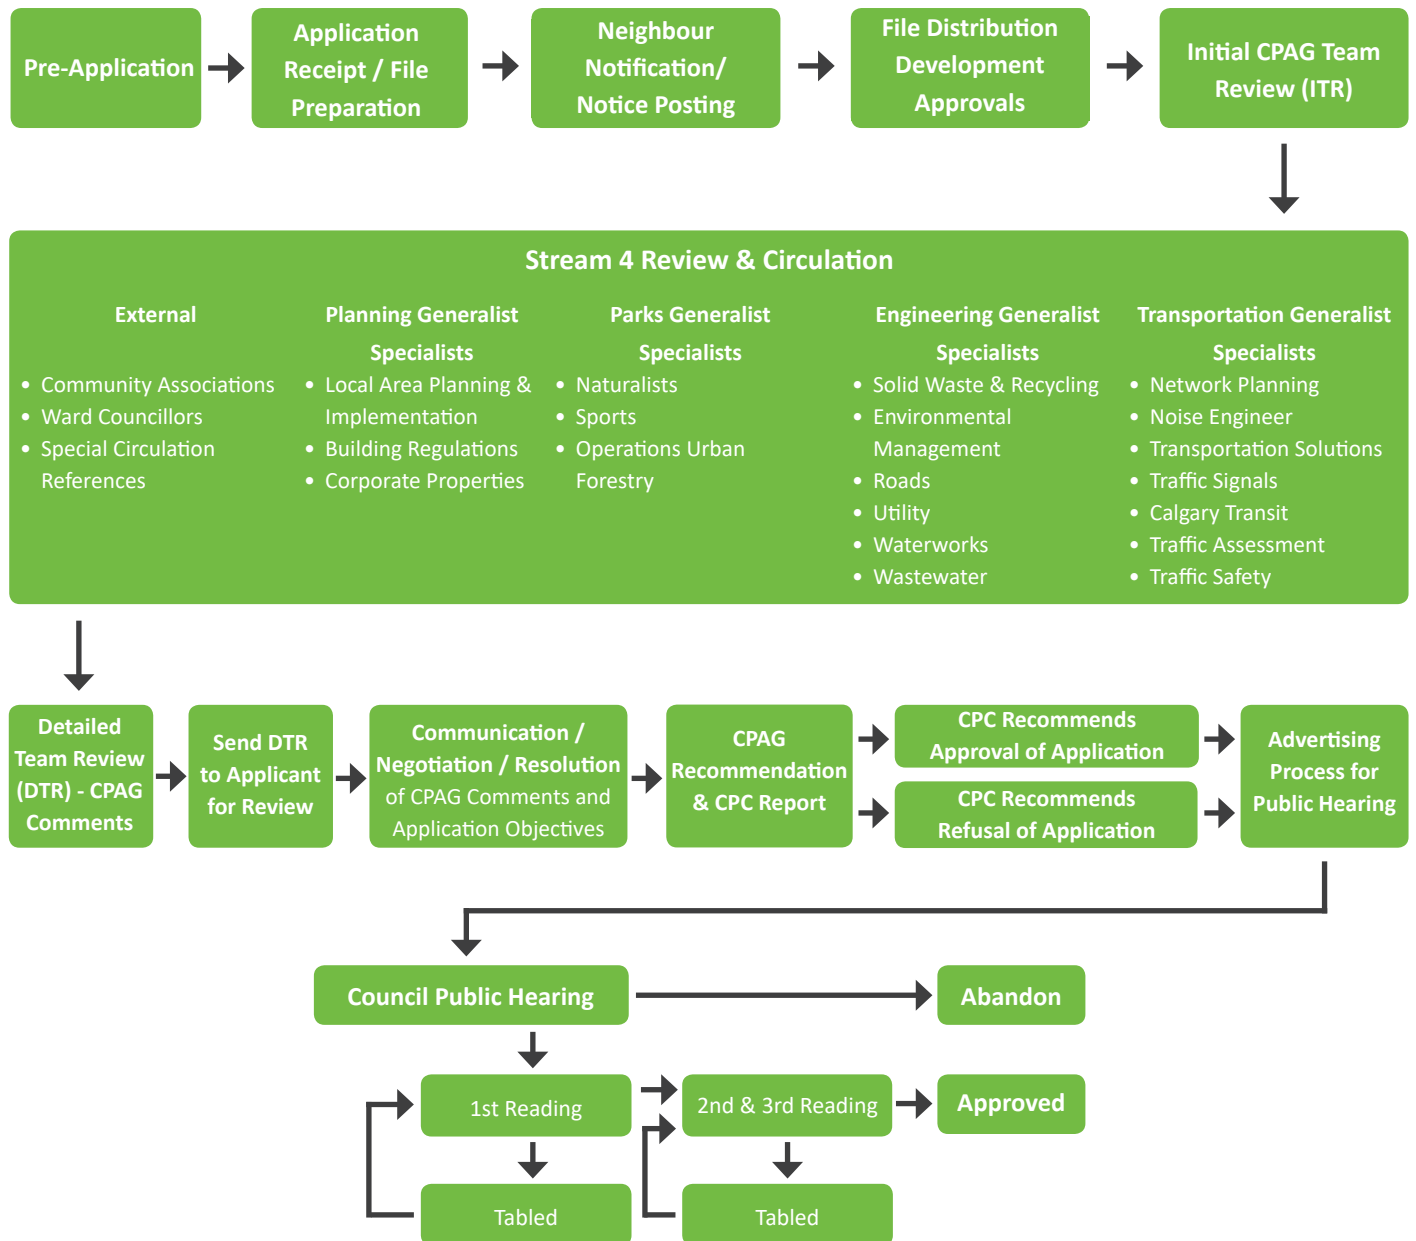 Pre-Application
Application
Receipt / File
Preparation
Neighbour
Notification/
Notice Posting
File Distribution
Development
Approvals
Initial CPAG Team
Review (ITR)
Stream 4 Review & Circulation
External
• Community Associations
• Ward Councillors
• Special Circulation
References
Planning Generalist
Specialists
• Local Area Planning &
Implementation
• Building Regulations
• Corporate Properties
Parks Generalist
Specialists
• Naturalists
• Sports
• Operations Urban
Forestry
Engineering Generalist
Specialists
• Solid Waste & Recycling
• Environmental
Management
• Roads
• Utility
• Waterworks
• Wastewater
Transportation Generalist
Specialists
• Network Planning
• Noise Engineer
• Transportation Solutions
• Traffic Signals
• Calgary Transit
• Traffic Assessment
• Traffic Safety
Detailed
Team Review
(DTR) - CPAG
Comments
Send DTR
to Applicant
for Review
Communication /
Negotiation / Resolution
of CPAG Comments and
Application Objectives
CPAG
Recommendation
& CPC Report
CPC Recommends
Approval of Application
CPC Recommends
Refusal of Application
Advertising
Process for
Public Hearing
Council Public Hearing
Abandon
1st Reading
2nd & 3rd Reading
Approved
Tabled
Tabled